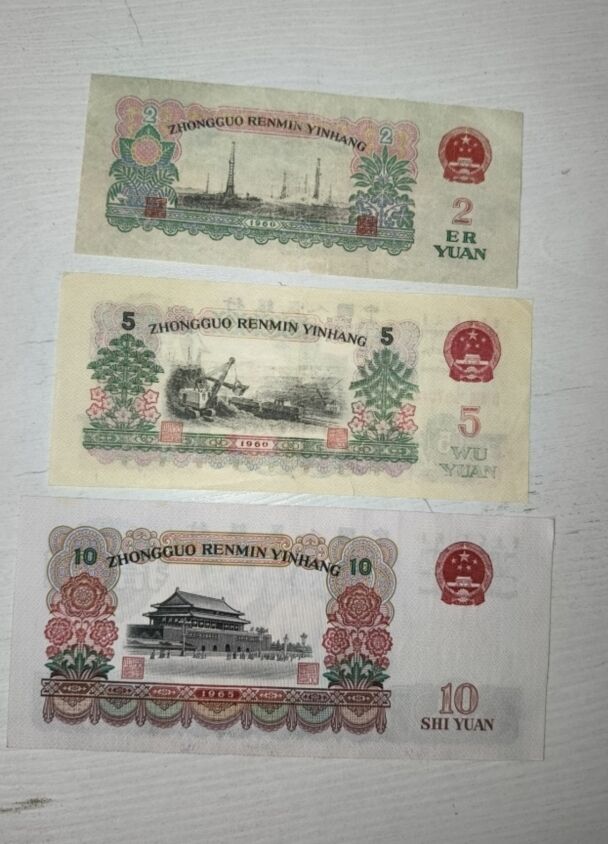 2 2
ZHONGGUO RENMIN YINHANG
1960
2
ER
YUAN
5 5
ZHONGGUO RENMIN YINHANG
1960
5
WU
YUAN
10 10
ZHONGGUO RENMIN YINHANG
1965
10
SHI YUAN